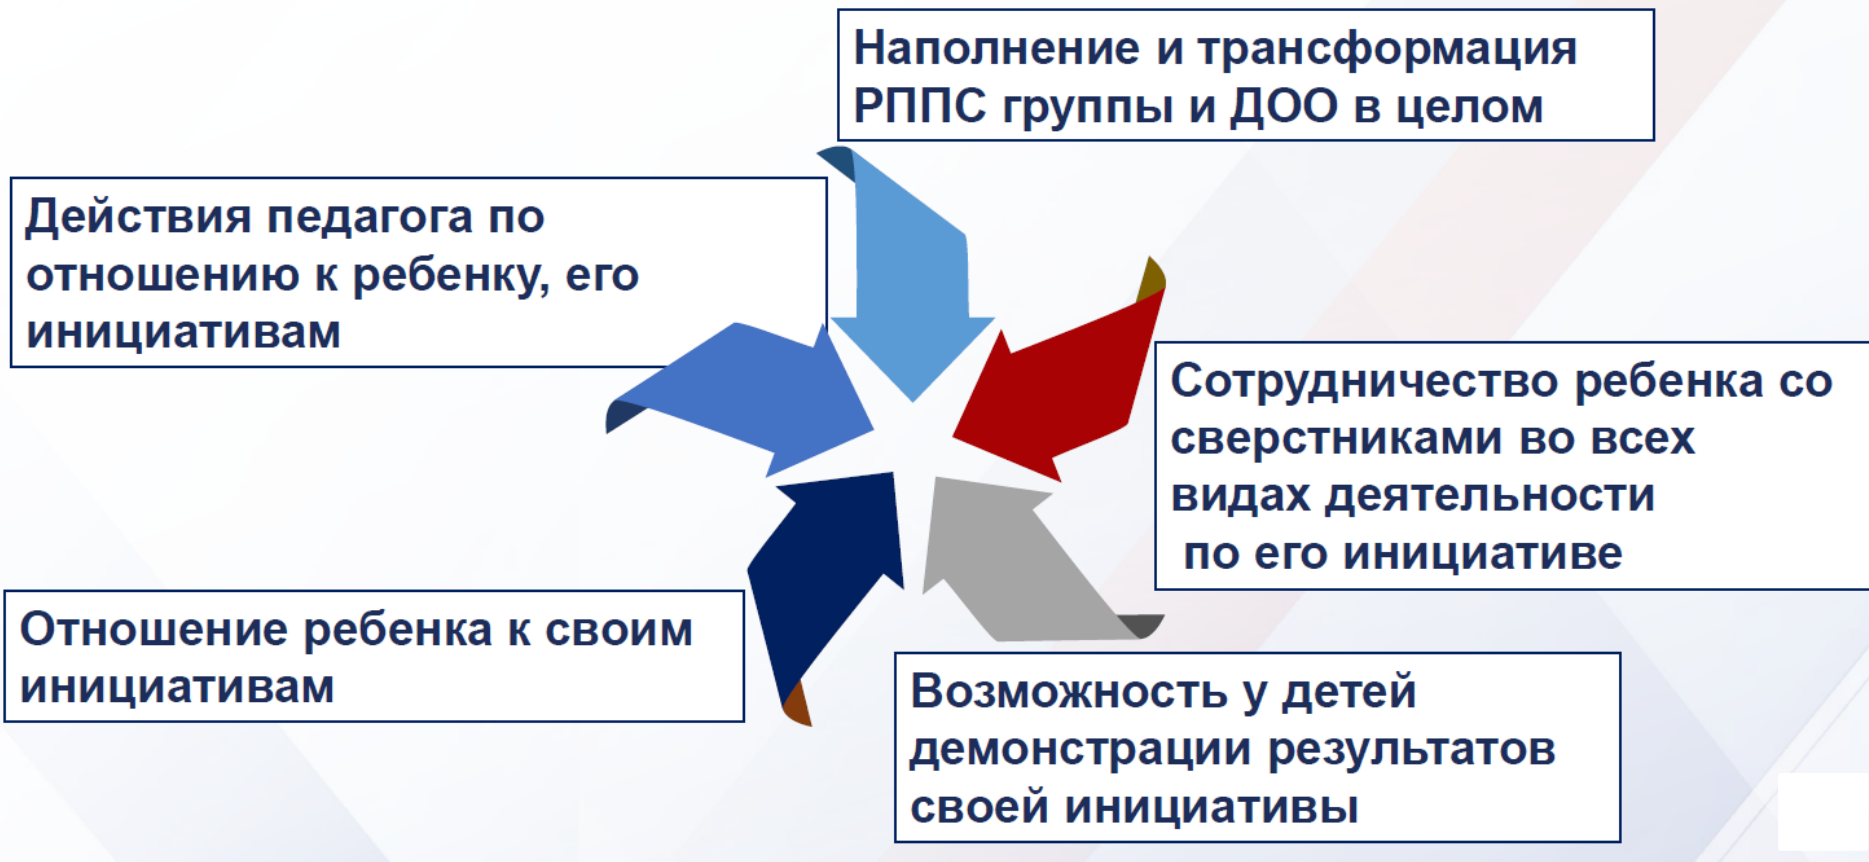 Наполнение и трансформация
РППС группы и ДОО в целом
Действия педагога по
отношению к ребенку, его
инициативам
Сотрудничество ребенка со
сверстниками во всех
видах деятельности
по его инициативе
Отношение ребенка к своим
инициативам
Возможность у детей
демонстрации результатов
своей инициативы